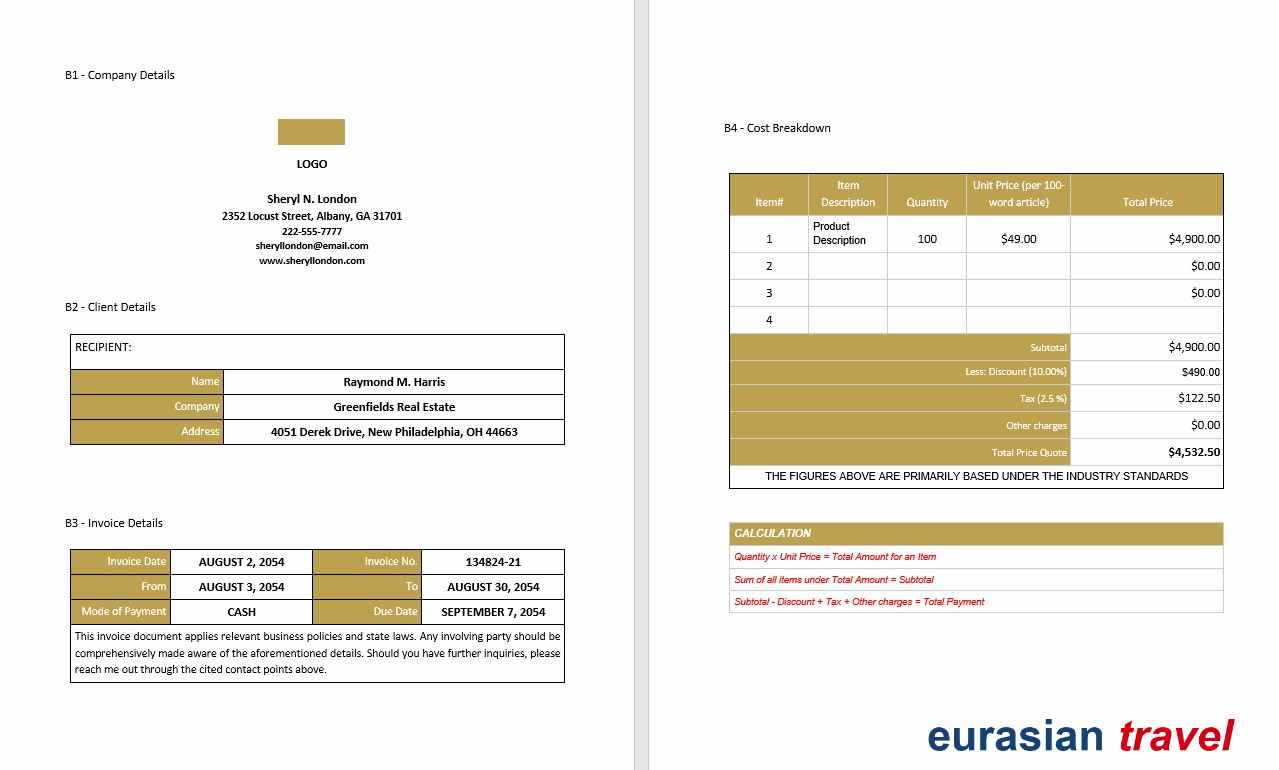 B1 - Company Details
LOGO
Sheryl N. London
2352 Locust Street, Albany, GA 31701
222-555-7777
sheryllondon@email.com
www.sheryllondon.com
B2 - Client Details
RECIPIENT:
Name Raymond M. Harris
Company Greenfields Real Estate
Address 4051 Derek Drive, New Philadelphia, OH 44663
B3 - Invoice Details
Invoice Date AUGUST 2, 2054 Invoice No. 134824-21
From AUGUST 3, 2054 To AUGUST 30, 2054
Mode of Payment CASH Due Date SEPTEMBER 7, 2054
This invoice document applies relevant business policies and state laws. Any involving party should be
comprehensively made aware of the aforementioned details. Should you have further inquiries, please
reach me out through the cited contact points above.
B4 - Cost Breakdown
Item Unit Price (per 100-
Item# Description Quantity word article) Total Price
Product
1 Description 100 $49.00 $4,900.00
2 $0.00
3 $0.00
4
Subtotal $4,900.00
Less: Discount (10.00%) $490.00
Tax (2.5 %) $122.50
Other charges $0.00
Total Price Quote $4,532.50
THE FIGURES ABOVE ARE PRIMARILY BASED UNDER THE INDUSTRY STANDARDS
CALCULATION
Quantity x Unit Price = Total Amount for an Item
Sum of all items under Total Amount = Subtotal
Subtotal - Discount + Tax + Other charges = Total Payment
eurasian travel